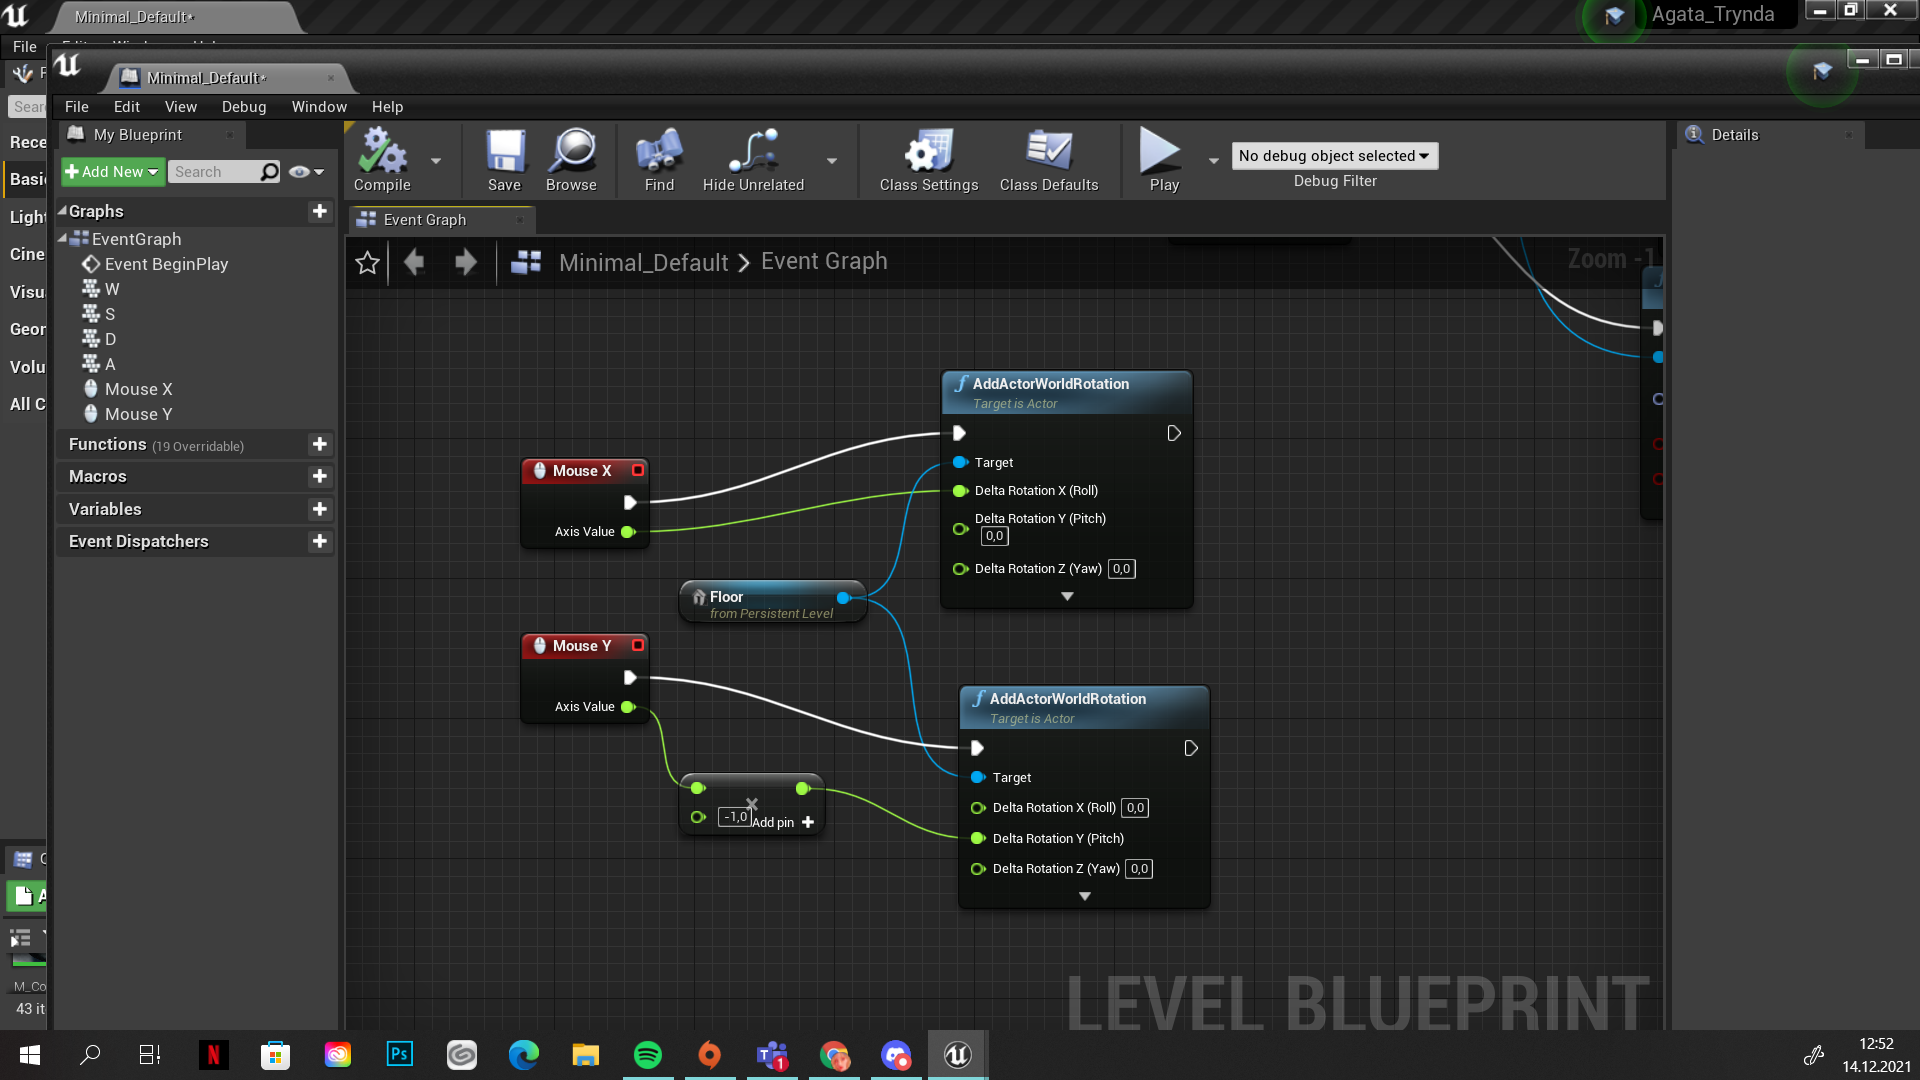 Minimal_Default*
Agata_Trynda
File
Minimal_Default*
File Edit View Debug Window Help
My Blueprint
Details
Add New
Search
Compile
Save
Browse
Find
Hide Unrelated
Class Settings
Class Defaults
Play
No debug object selected
Debug Filter
Event Graph
Minimal_Default > Event Graph
Zoom -1
Graphs
EventGraph
Event BeginPlay
W
S
D
A
Mouse X
Mouse Y
Functions (19 Overridable)
Macros
Variables
Event Dispatchers
Sear
Rece
Basi
Light
Cine
Visu
Geor
Volu
All C
M_Co
43 it
AddActorWorldRotation
Target is Actor
Target
Delta Rotation X (Roll)
Delta Rotation Y (Pitch)
0,0
Delta Rotation Z (Yaw) 0,0
Mouse X
Axis Value
Floor
from Persistent Level
Mouse Y
Axis Value
-1,0
Add pin
AddActorWorldRotation
Target is Actor
Target
Delta Rotation X (Roll) 0,0
Delta Rotation Y (Pitch)
Delta Rotation Z (Yaw) 0,0
LEVEL BLUEPRINT
Ps
1
12:52
14.12.2021